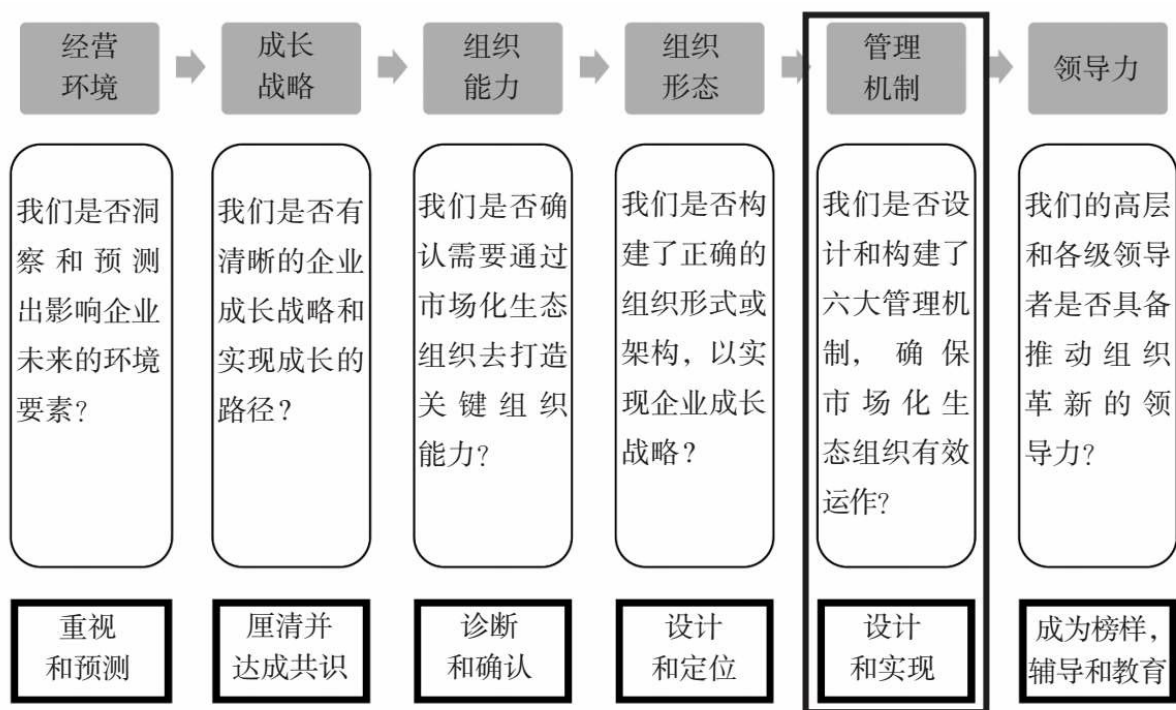 经营
环境
成长
战略
组织
能力
组织
形态
管理
机制
领导力
我们是否洞
察和预测
出影响企业
未来的环境
要素？
我们是否有
清晰的企业
成长战略和
实现成长的
路径？
我们是否确
认需要通过
市场化生态
组织去打造
关键组织
能力？
我们是否构
建了正确的
组织形式或
架构，以实
现企业成长
战略？
我们是否设
计和构建了
六大管理机
制，确保
市场化生
态组织有效
运作？
我们的高层
和各级领导
者是否具备
推动组织
革新的领
导力？
重视
和预测
厘清并
达成共识
诊断
和确认
设计
和定位
设计
和实现
成为榜样，
辅导和教育